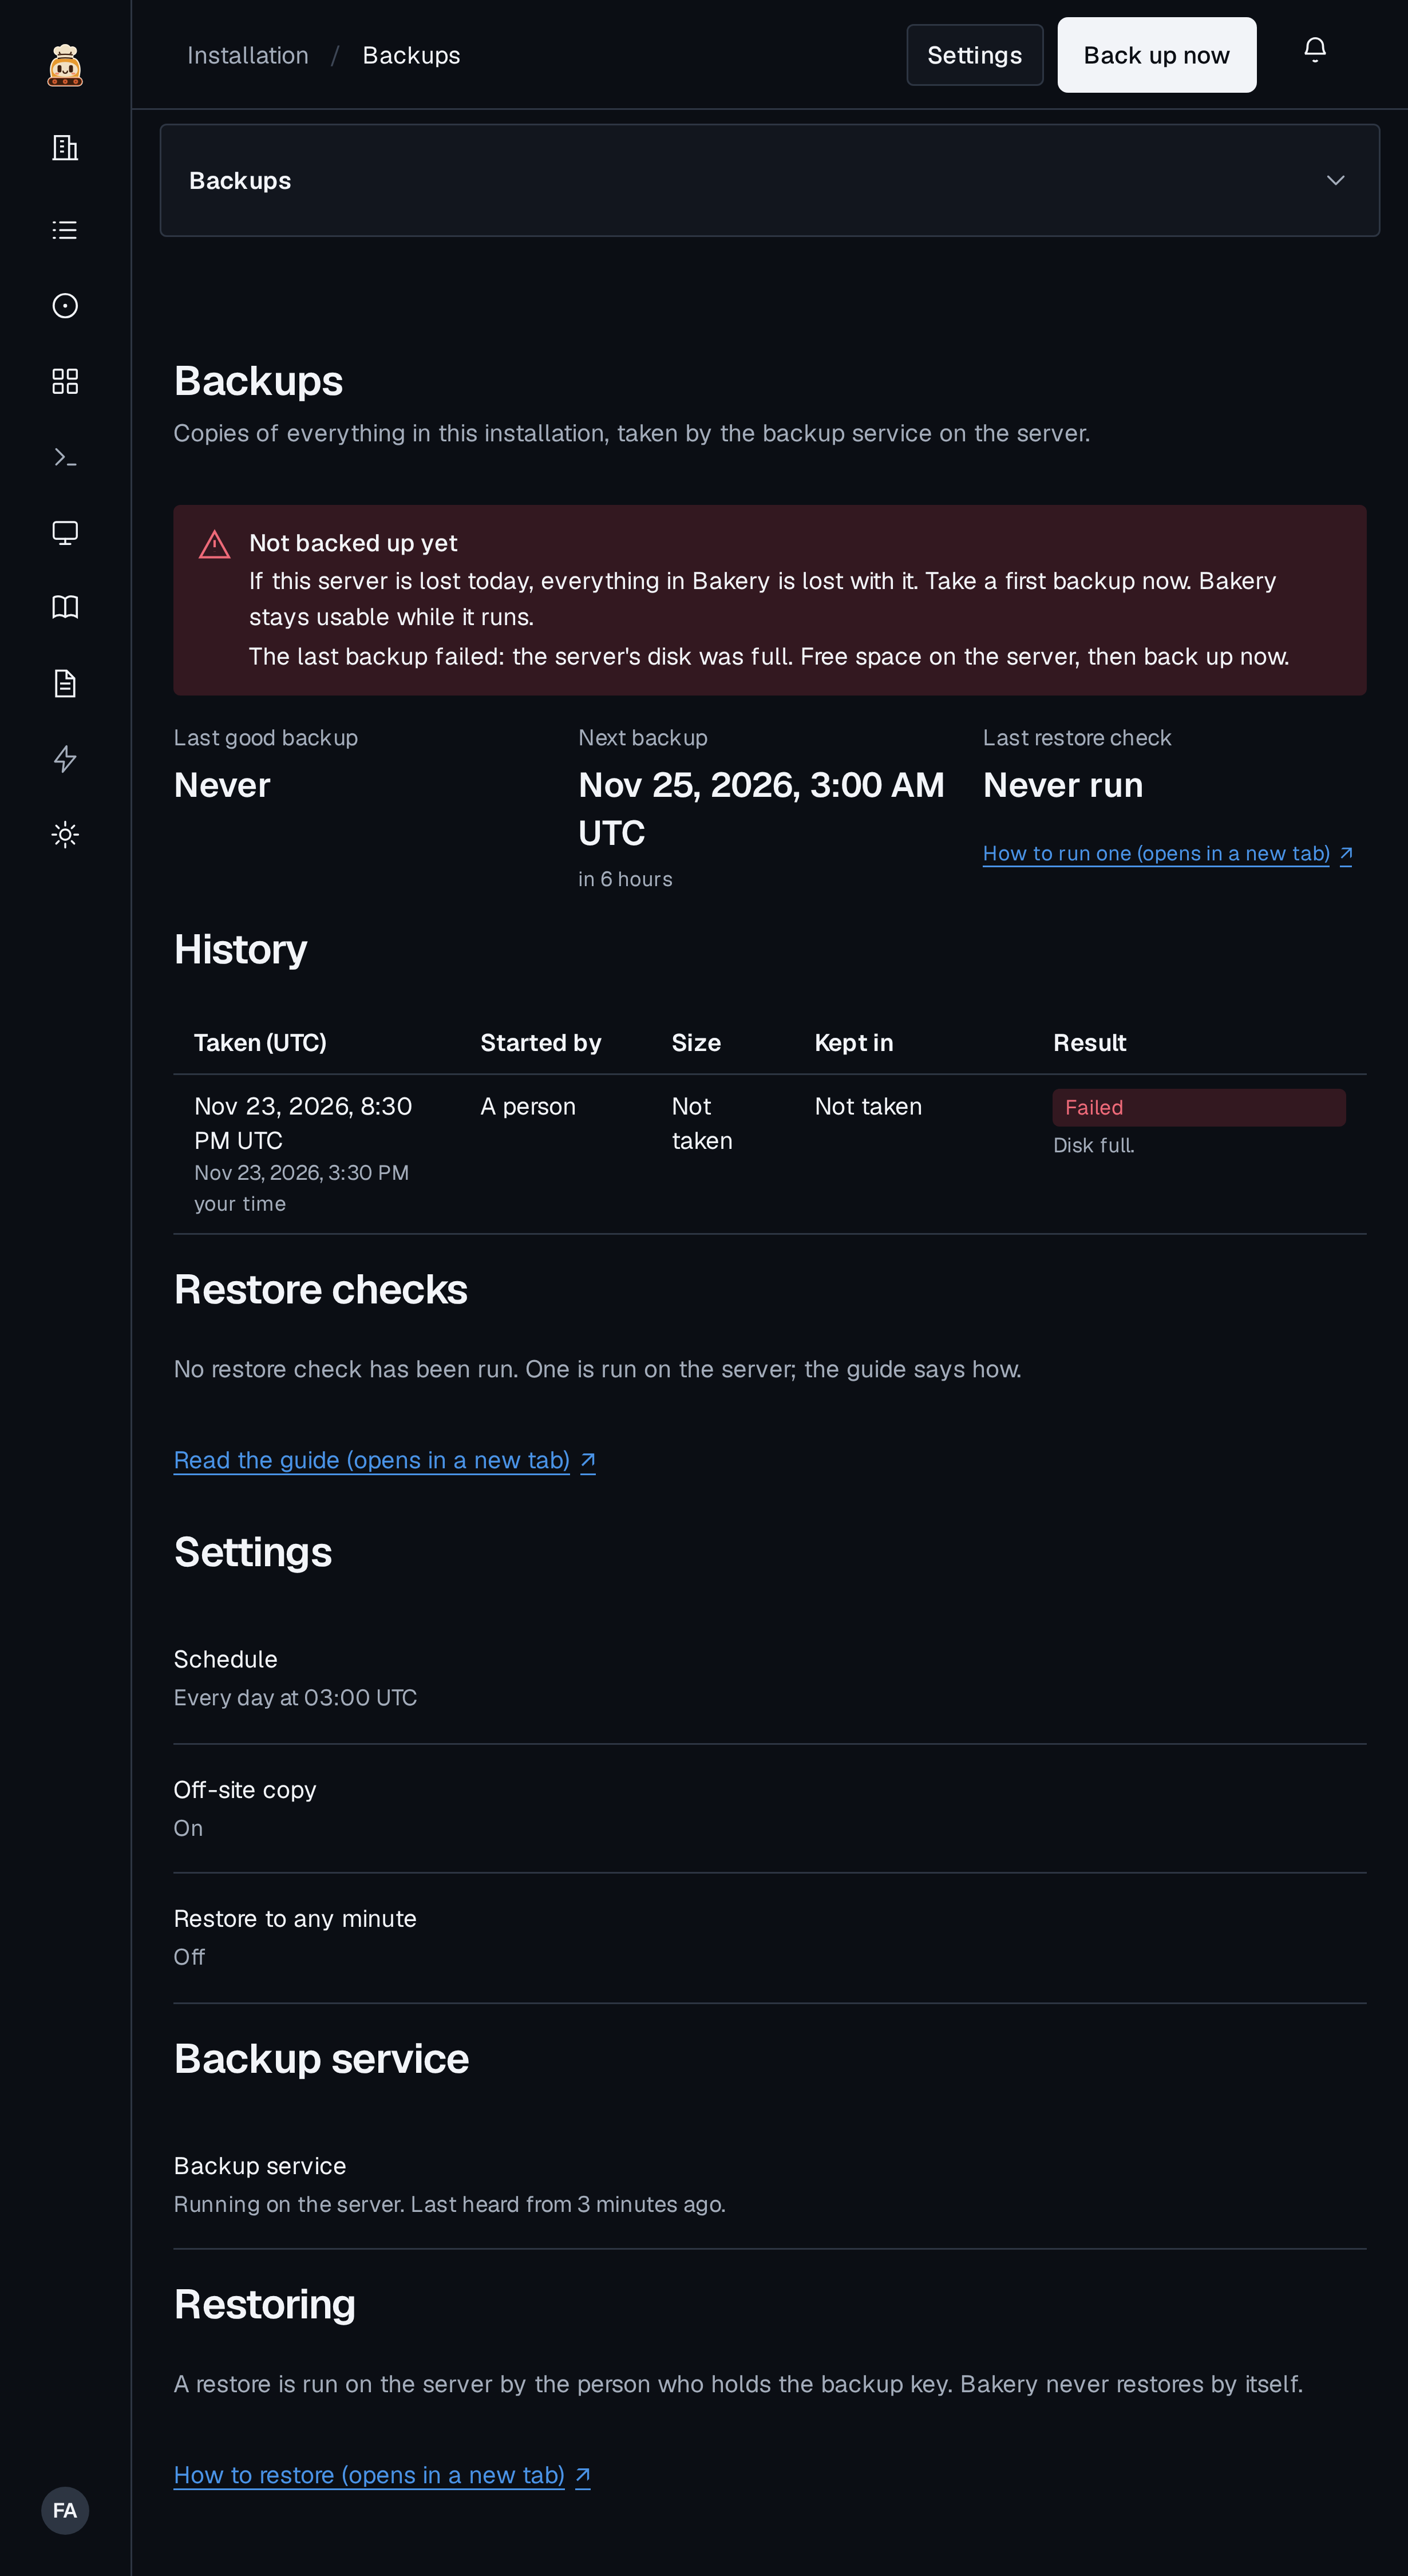 Installation / Backups
Settings
Back up now
Backups
Backups
Copies of everything in this installation, taken by the backup service on the server.
Not backed up yet
If this server is lost today, everything in Bakery is lost with it. Take a first backup now. Bakery
stays usable while it runs.
The last backup failed: the server's disk was full. Free space on the server, then back up now.
Last good backup
Never
Next backup
Nov 25, 2026, 3:00 AM
UTC
in 6 hours
Last restore check
Never run
How to run one (opens in a new tab)
History
Taken (UTC) Started by Size Kept in Result
Nov 23, 2026, 8:30
PM UTC
Nov 23, 2026, 3:30 PM
your time
A person
Not
taken
Not taken
Failed
Disk full.
Restore checks
No restore check has been run. One is run on the server; the guide says how.
Read the guide (opens in a new tab)
Settings
Schedule
Every day at 03:00 UTC
Off-site copy
On
Restore to any minute
Off
Backup service
Backup service
Running on the server. Last heard from 3 minutes ago.
Restoring
A restore is run on the server by the person who holds the backup key. Bakery never restores by itself.
How to restore (opens in a new tab)
FA